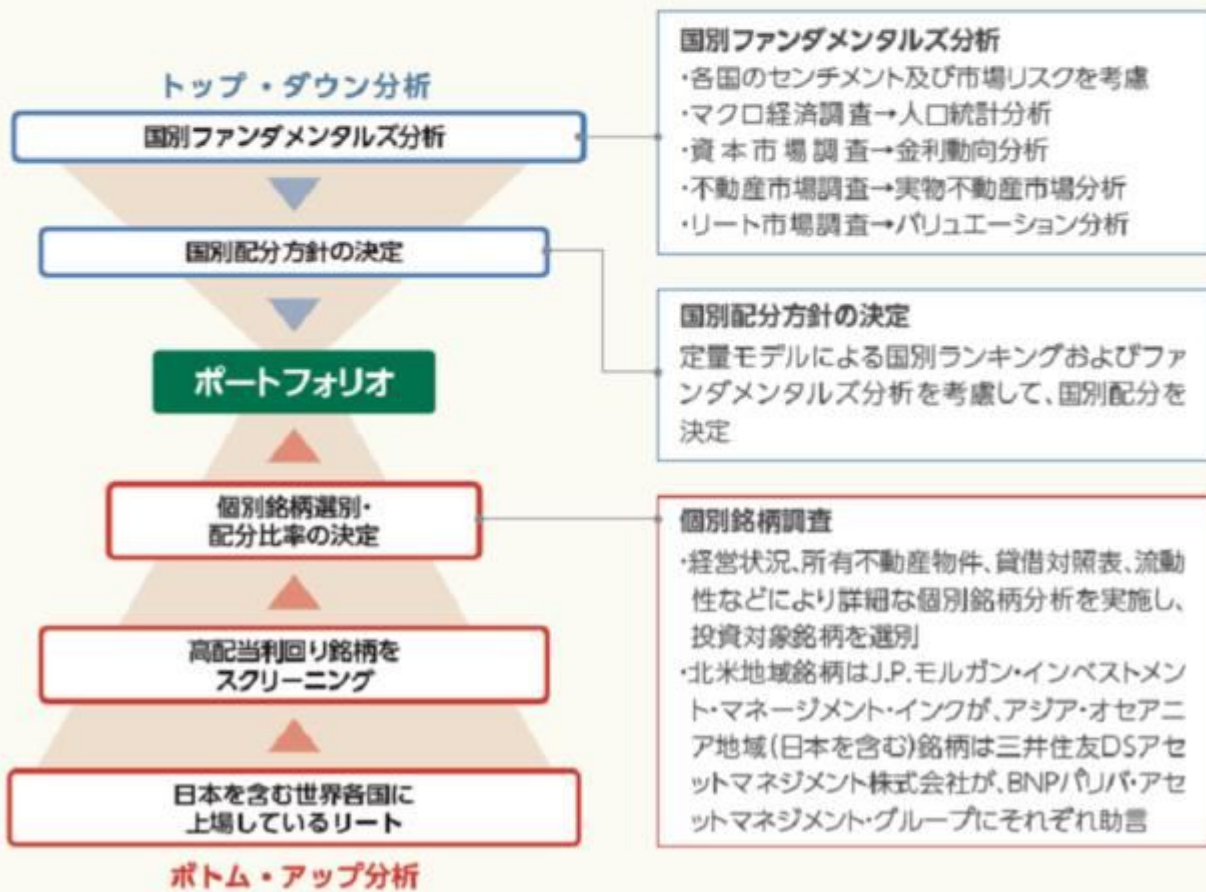 トップ・ダウン分析
国別ファンダメンタルズ分析
国別配分方針の決定
ポートフォリオ
個別銘柄選別・
配分比率の決定
高配当利回り銘柄を
スクリーニング
日本を含む世界各国に
上場しているリート
ボトム・アップ分析
国別ファンダメンタルズ分析
・各国のセンチメント及び市場リスクを考慮
・マクロ経済調査→人口統計分析
・資本市場調査→金利動向分析
・不動産市場調査→実物不動産市場分析
・リート市場調査→バリュエーション分析
国別配分方針の決定
定量モデルによる国別ランキングおよびファ
ンダメンタルズ分析を考慮して、国別配分を
決定
個別銘柄調査
・経営状況、所有不動産物件、貸借対照表、流動
性などにより詳細な個別銘柄分析を実施し、
投資対象銘柄を選別
・北米地域銘柄はJ.P.モルガン・インベストメン
ト・マネージメント・インクが、アジア・オセアニ
ア地域(日本を含む)銘柄は三井住友DSアセ
ットマネジメント株式会社が、BNPパリバ・アセ
ットマネジメント・グループにそれぞれ助言